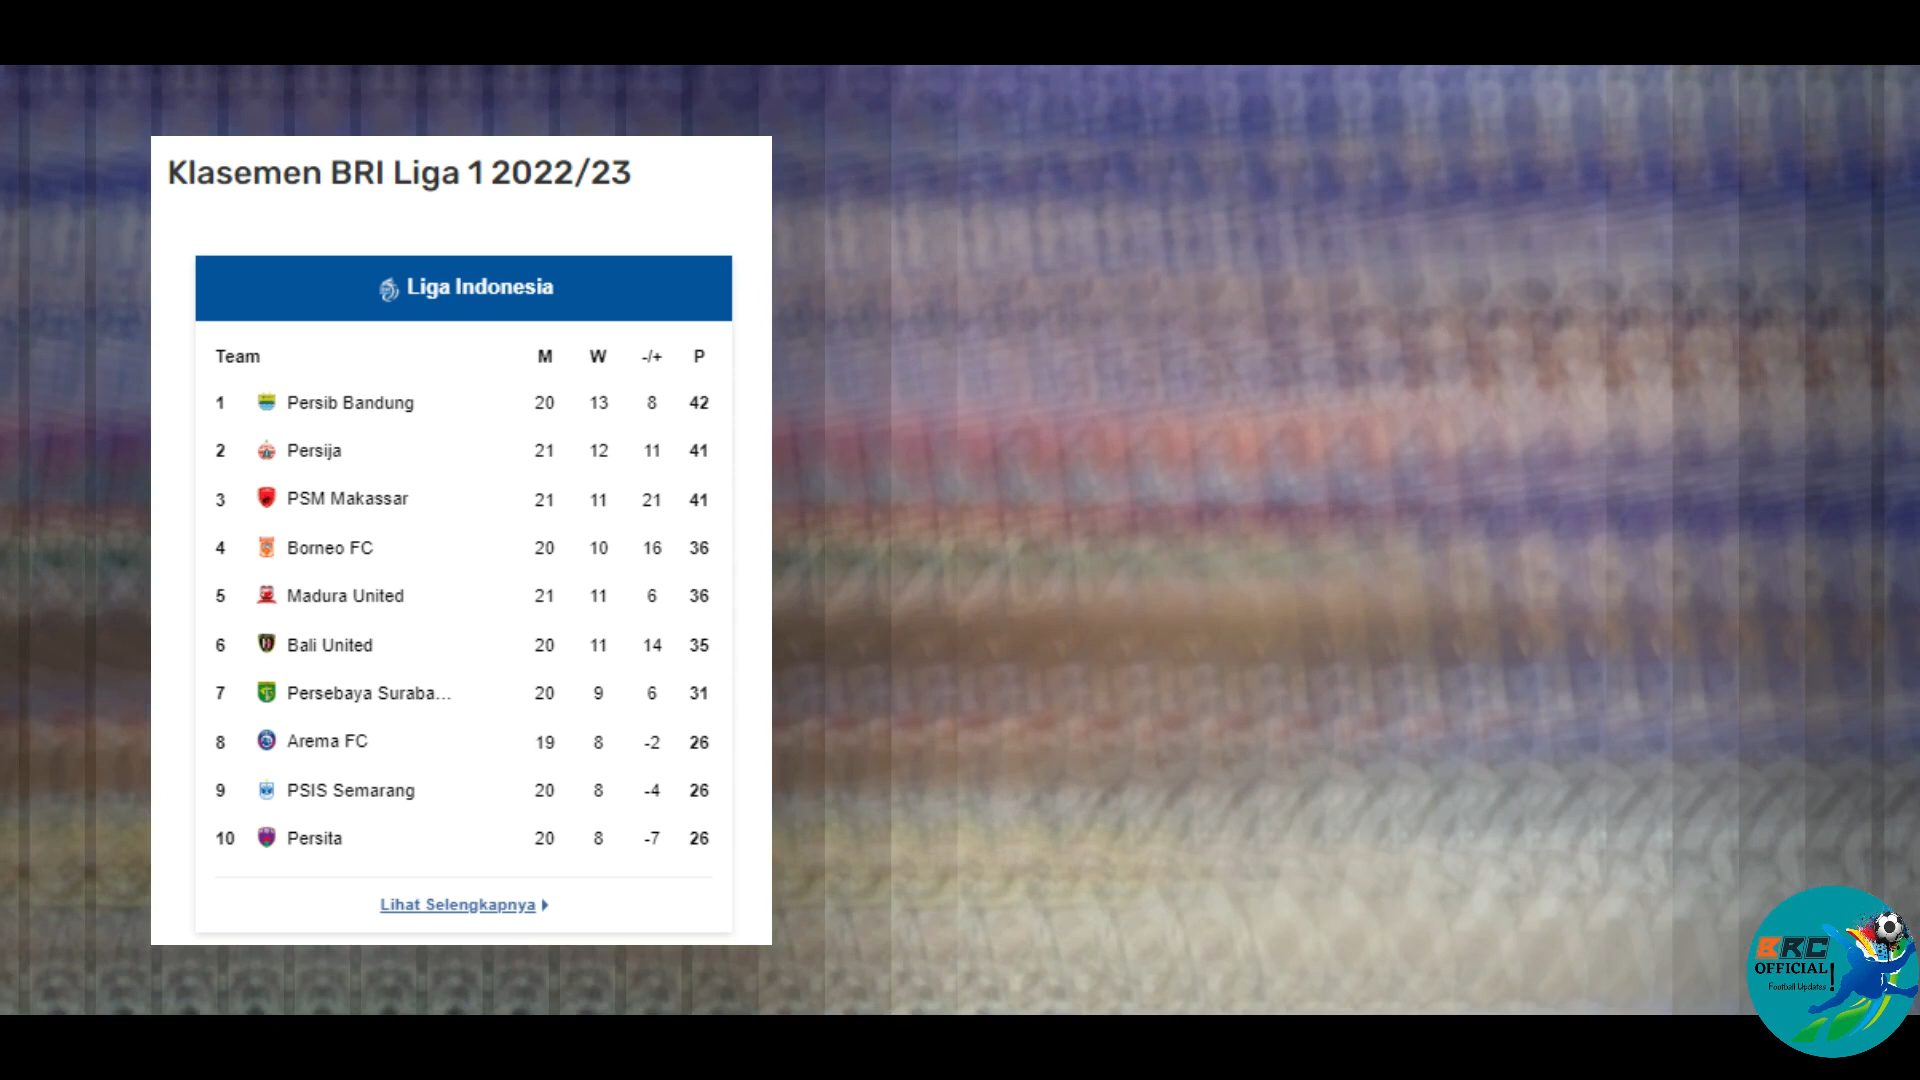 Klasemen BRI Liga 1 2022/23
Liga Indonesia
Team M W -/+ P
1 Persib Bandung 20 13 8 42
2 Persija 21 12 11 41
3 PSM Makassar 21 11 21 41
4 Borneo FC 20 10 16 36
5 Madura United 21 11 6 36
6 Bali United 20 11 14 35
7 Persebaya Suraba... 20 9 6 31
8 Arema FC 19 8 -2 26
9 PSIS Semarang 20 8 -4 26
10 Persita 20 8 -7 26
Lihat Selengkapnya
BRC
OFFICIAL!
Football Updates